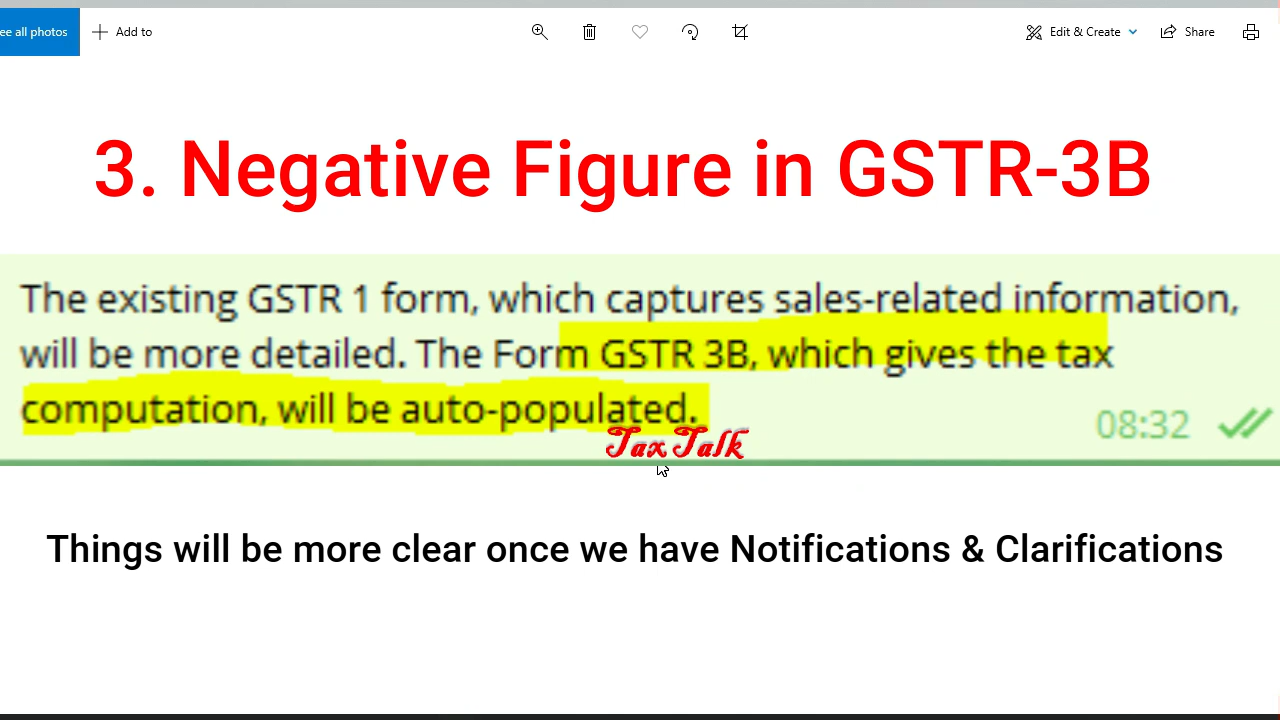 ee all photos
Add to
Edit & Create
Share
3. Negative Figure in GSTR-3B
The existing GSTR 1 form, which captures sales-related information,
will be more detailed. The Form GSTR 3B, which gives the tax
computation, will be auto-populated.
08:32
TaxTalk
Things will be more clear once we have Notifications & Clarifications